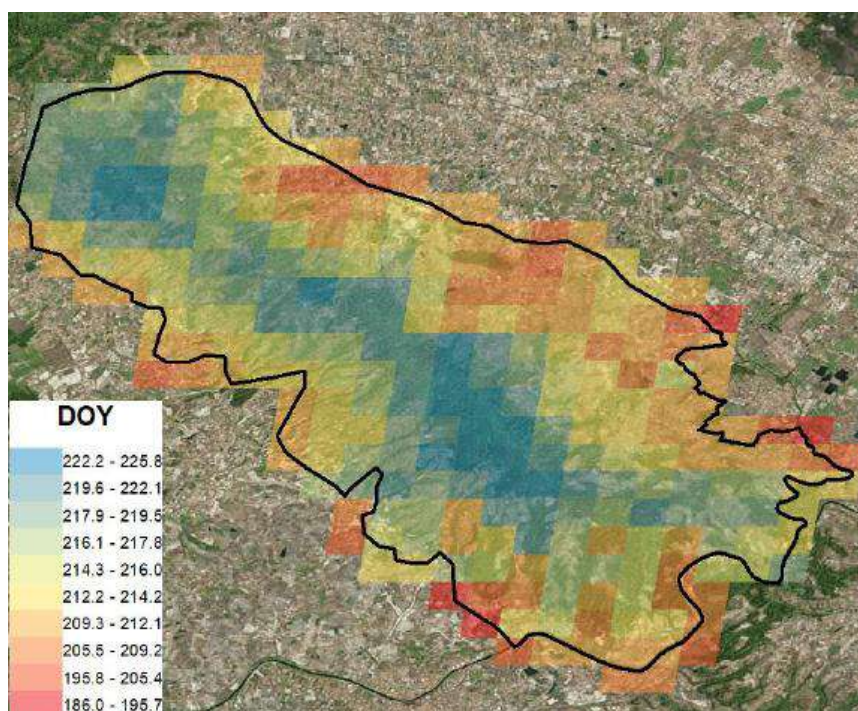 DOY
222.2 - 225.8
219.6 - 222.1
217.9 - 219.5
216.1 - 217.8
214.3 - 216.0
212.2 - 214.2
209.3 - 212.1
205.5 - 209.2
195.8 - 205.4
186.0 - 195.7